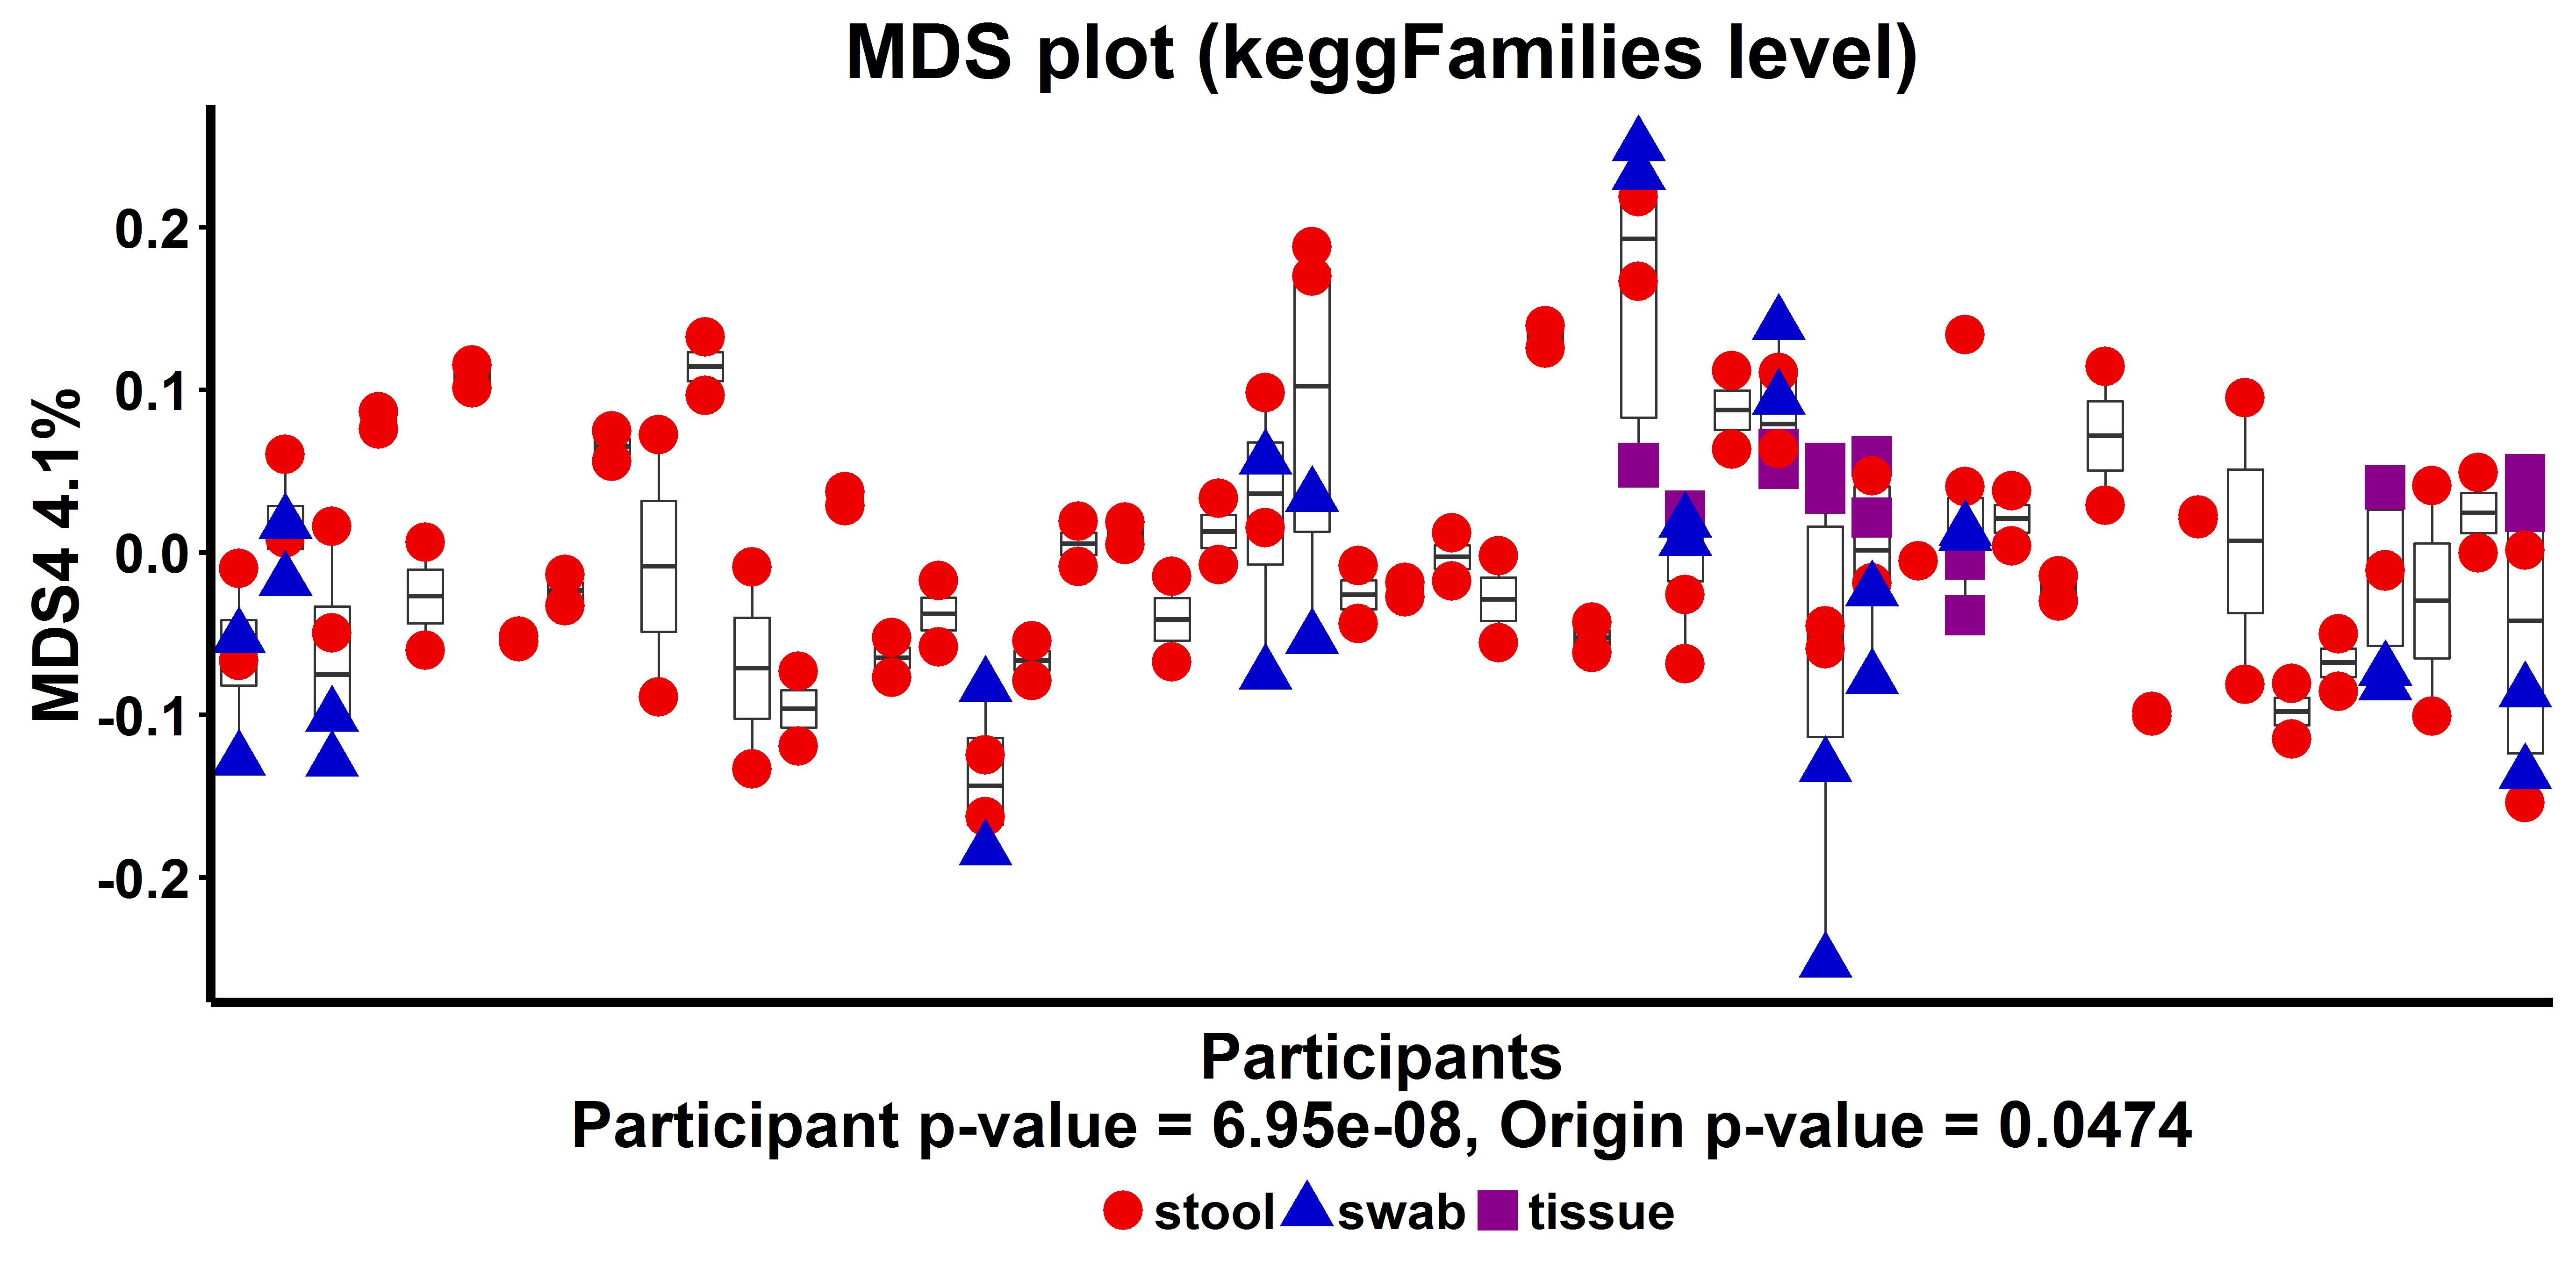 MDS plot (keggFamilies level)
MDS4 4.1%
0.2
0.1
0.0
-0.1
-0.2
Participants
Participant p-value = 6.95e-08, Origin p-value = 0.0474
stool swab tissue